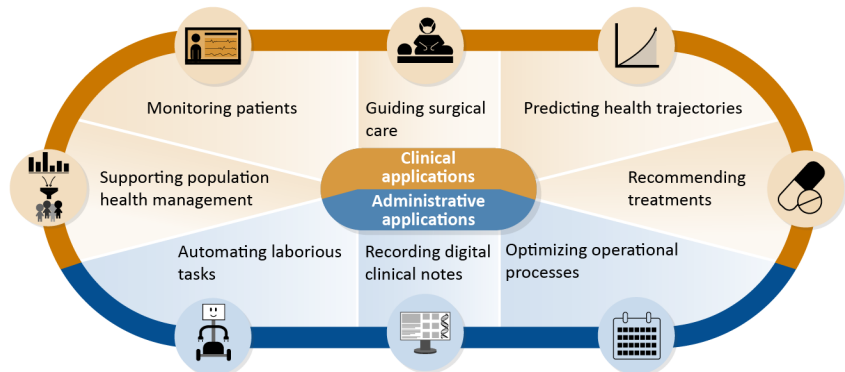 Monitoring patients
Guiding surgical
care
Predicting health trajectories
Supporting population
health management
Clinical
applications
Recommending
treatments
Administrative
applications
Automating laborious
tasks
Recording digital
clinical notes
Optimizing operational
processes